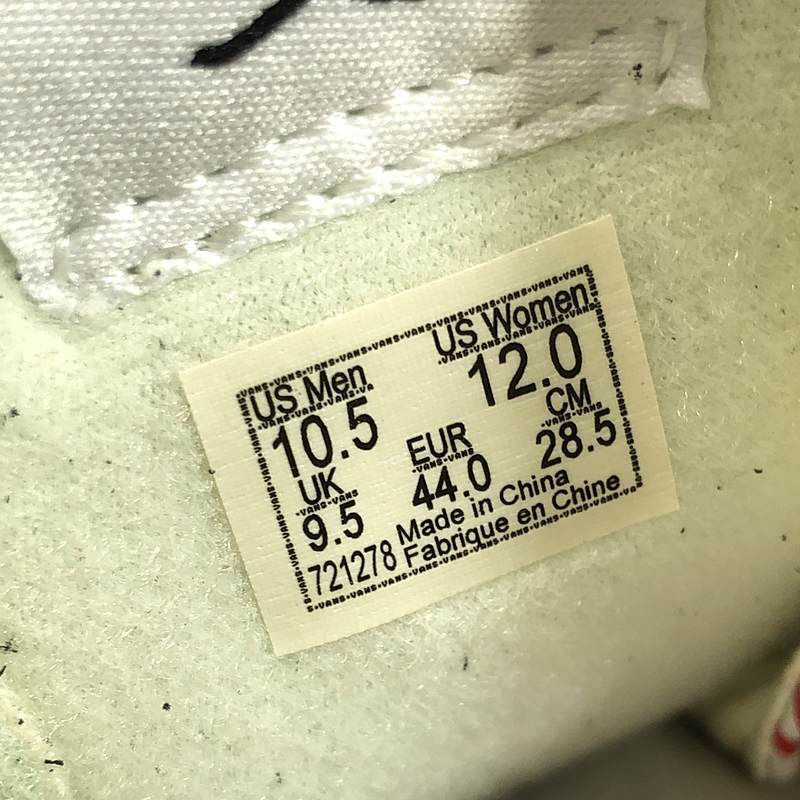 US Men US Women
10.5 12.0
UK EUR CM
9.5 44.0 28.5
721278 Made in China
Fabrique en Chine
VANS